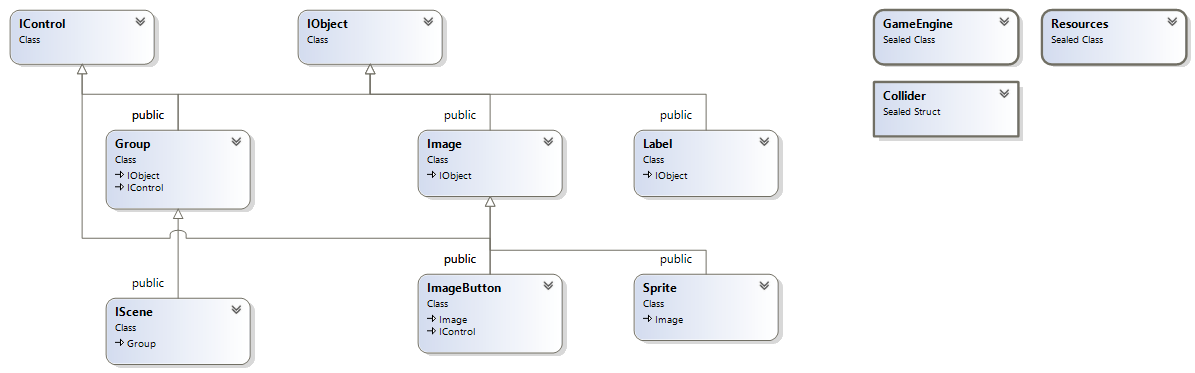 IControl
Class
IObject
Class
GameEngine
Sealed Class
Resources
Sealed Class
Collider
Sealed Struct
public
public
public
Group
Class
IObject
IControl
Image
Class
IObject
Label
Class
IObject
public
public
public
IScene
Class
Group
ImageButton
Class
Image
IControl
Sprite
Class
Image